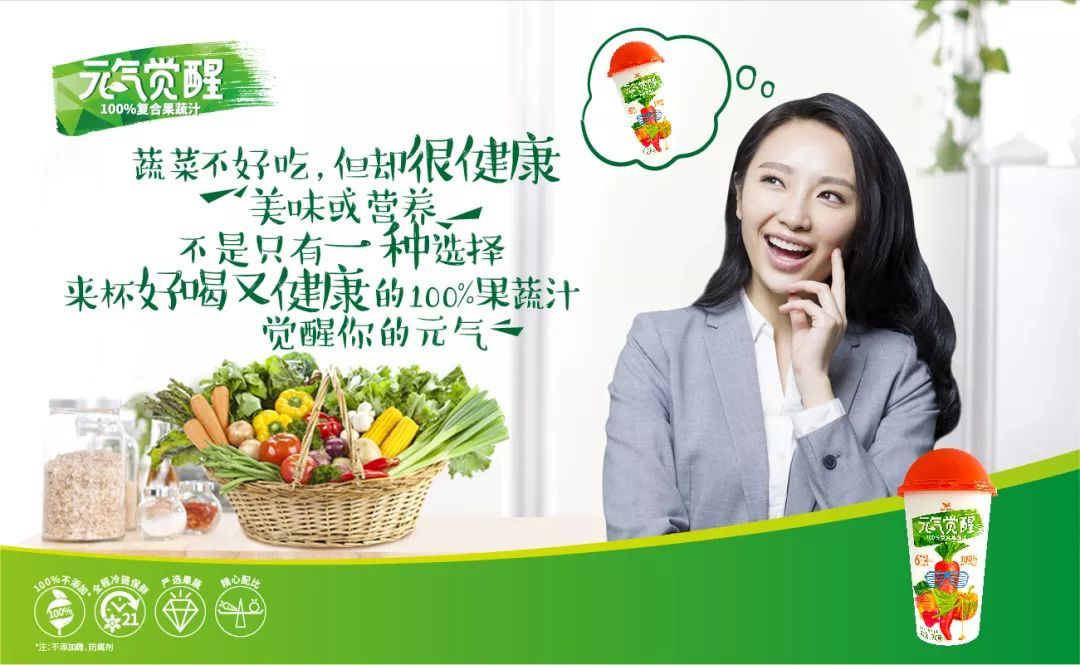 元气觉醒
100%复合果蔬汁
蔬菜不好吃，但却很健康
美味或营养
不是只有一种选择
来杯好喝又健康的100%果蔬汁
觉醒你的元气
100%不添加*
100%
全程冷链保鲜
21
严选果蔬
精心配比
*注：不添加糖、防腐剂
元气觉醒